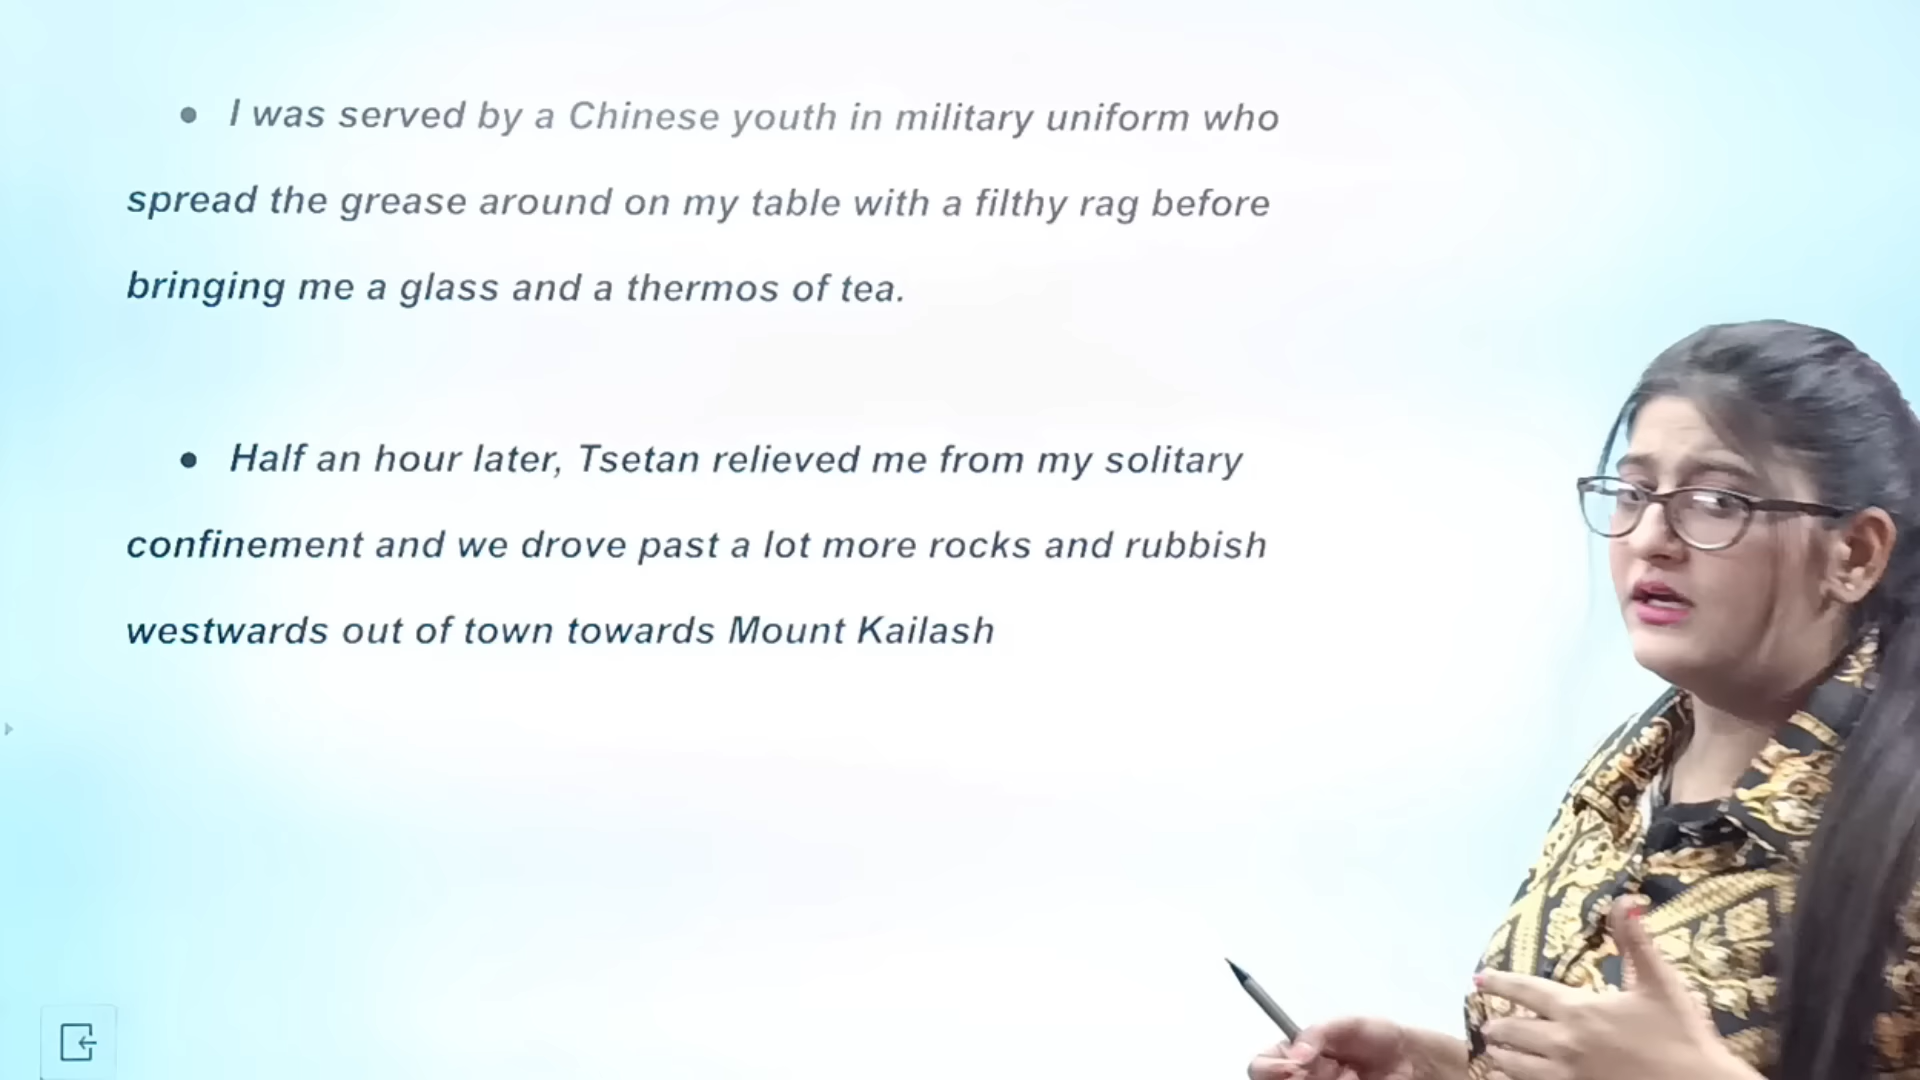 • I was served by a Chinese youth in military uniform who
spread the grease around on my table with a filthy rag before
bringing me a glass and a thermos of tea.
• Half an hour later, Tsetan relieved me from my solitary
confinement and we drove past a lot more rocks and rubbish
westwards out of town towards Mount Kailash